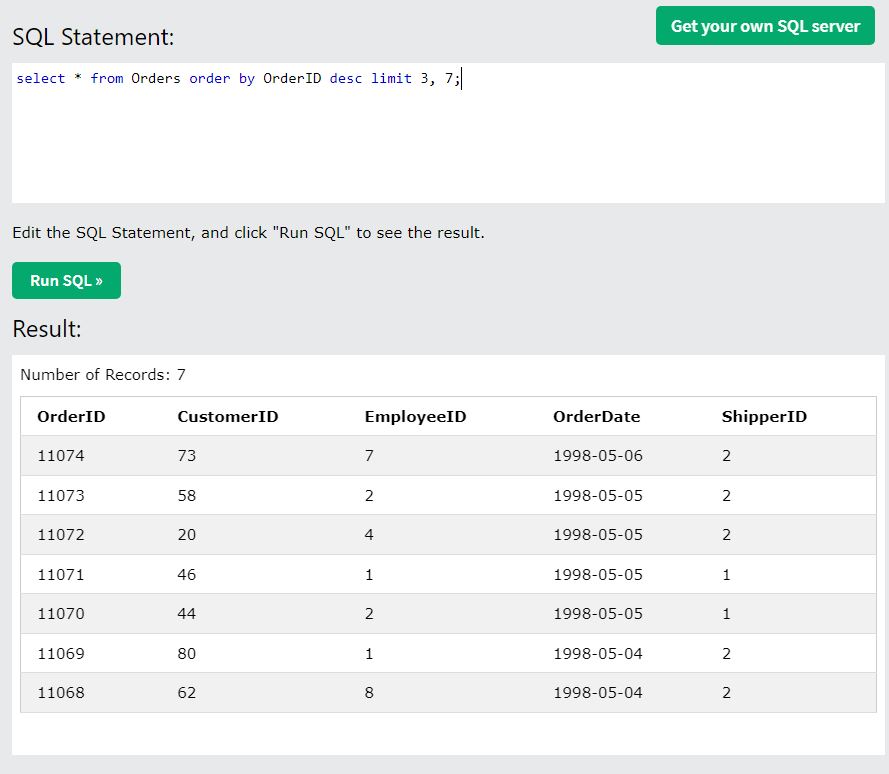 SQL Statement:
Get your own SQL server
select * from Orders order by OrderID desc limit 3, 7;
Edit the SQL Statement, and click "Run SQL" to see the result.
Run SQL »
Result:
Number of Records: 7
OrderID CustomerID EmployeeID OrderDate ShipperID
11074 73 7 1998-05-06 2
11073 58 2 1998-05-05 2
11072 20 4 1998-05-05 2
11071 46 1 1998-05-05 1
11070 44 2 1998-05-05 1
11069 80 1 1998-05-04 2
11068 62 8 1998-05-04 2